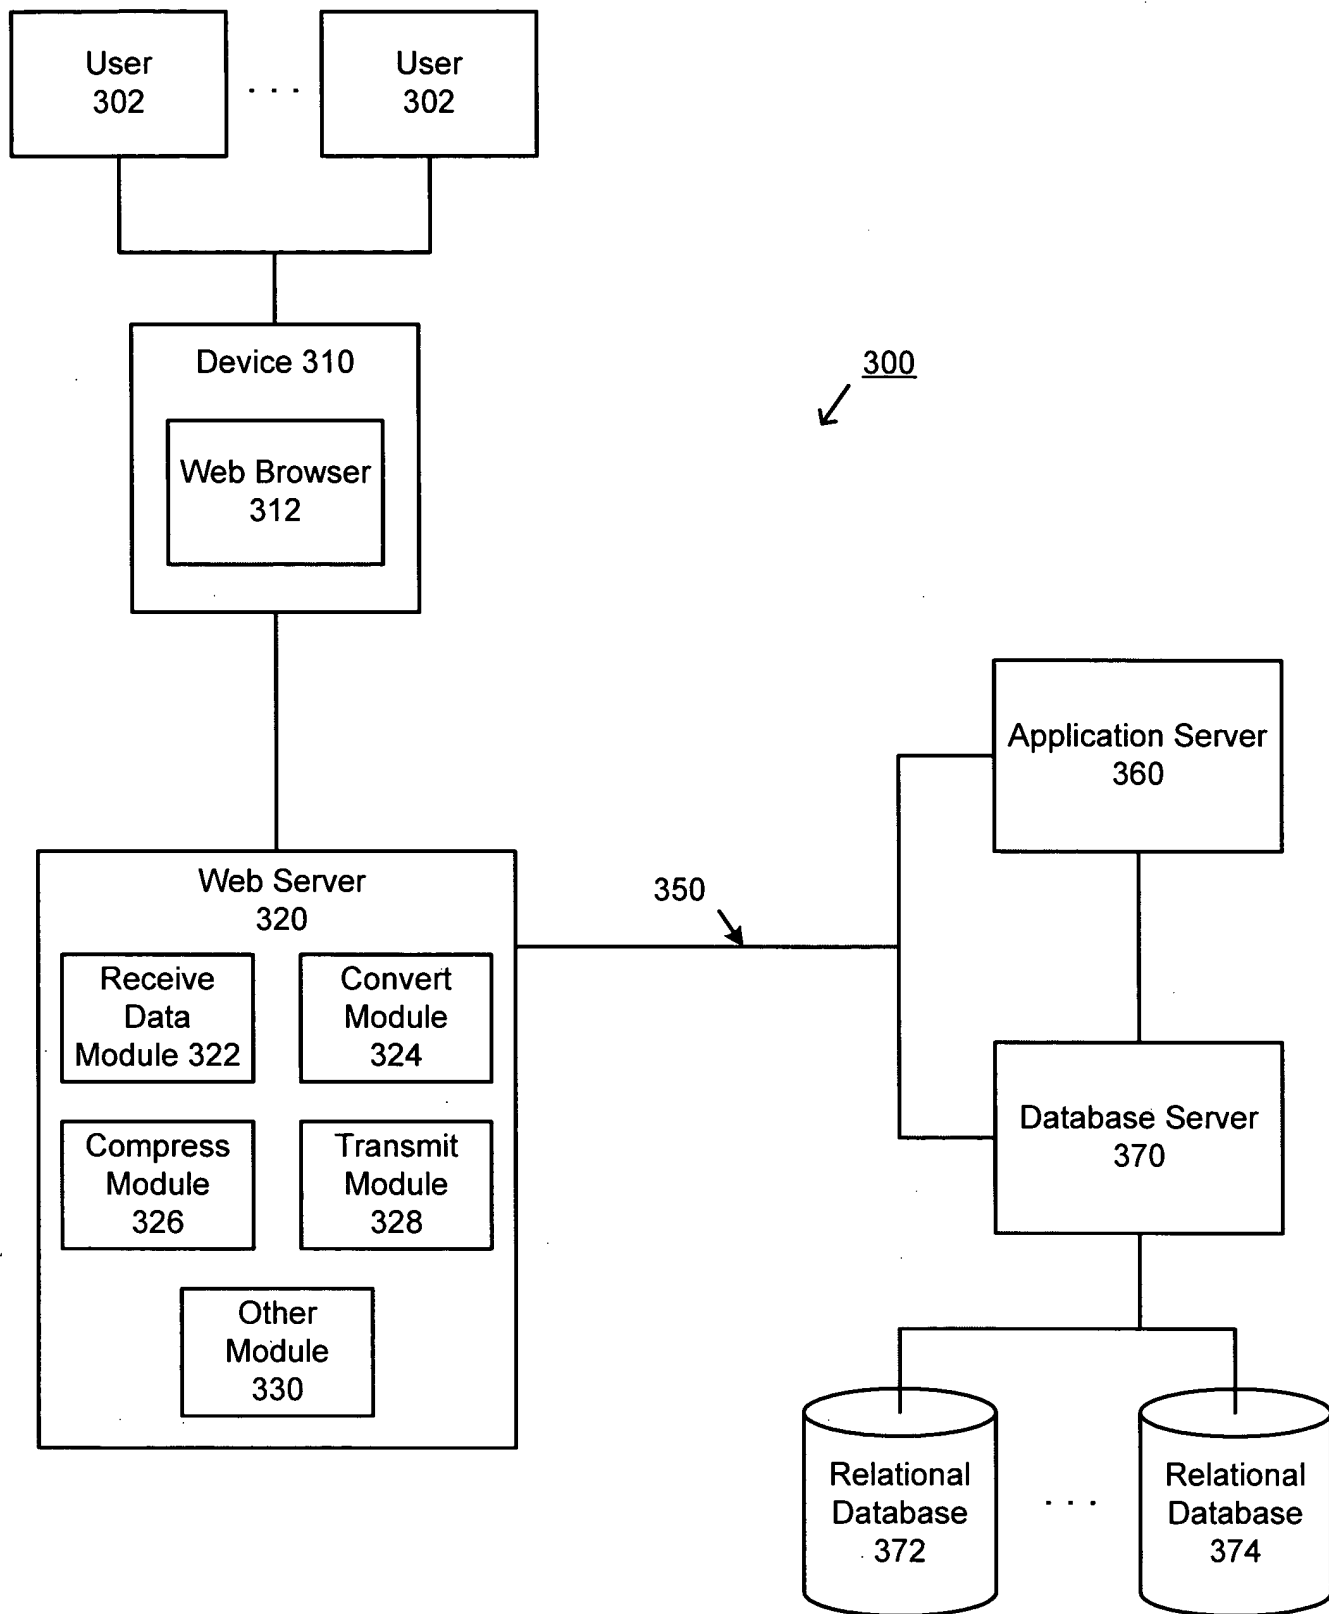 User
302
. . .
User
302
Device 310
Web Browser
312
300
Application Server
360
Web Server
320
350
Receive
Data
Module 322
Convert
Module
324
Compress
Module
326
Transmit
Module
328
Other
Module
330
Database Server
370
Relational
Database
372
. . .
Relational
Database
374